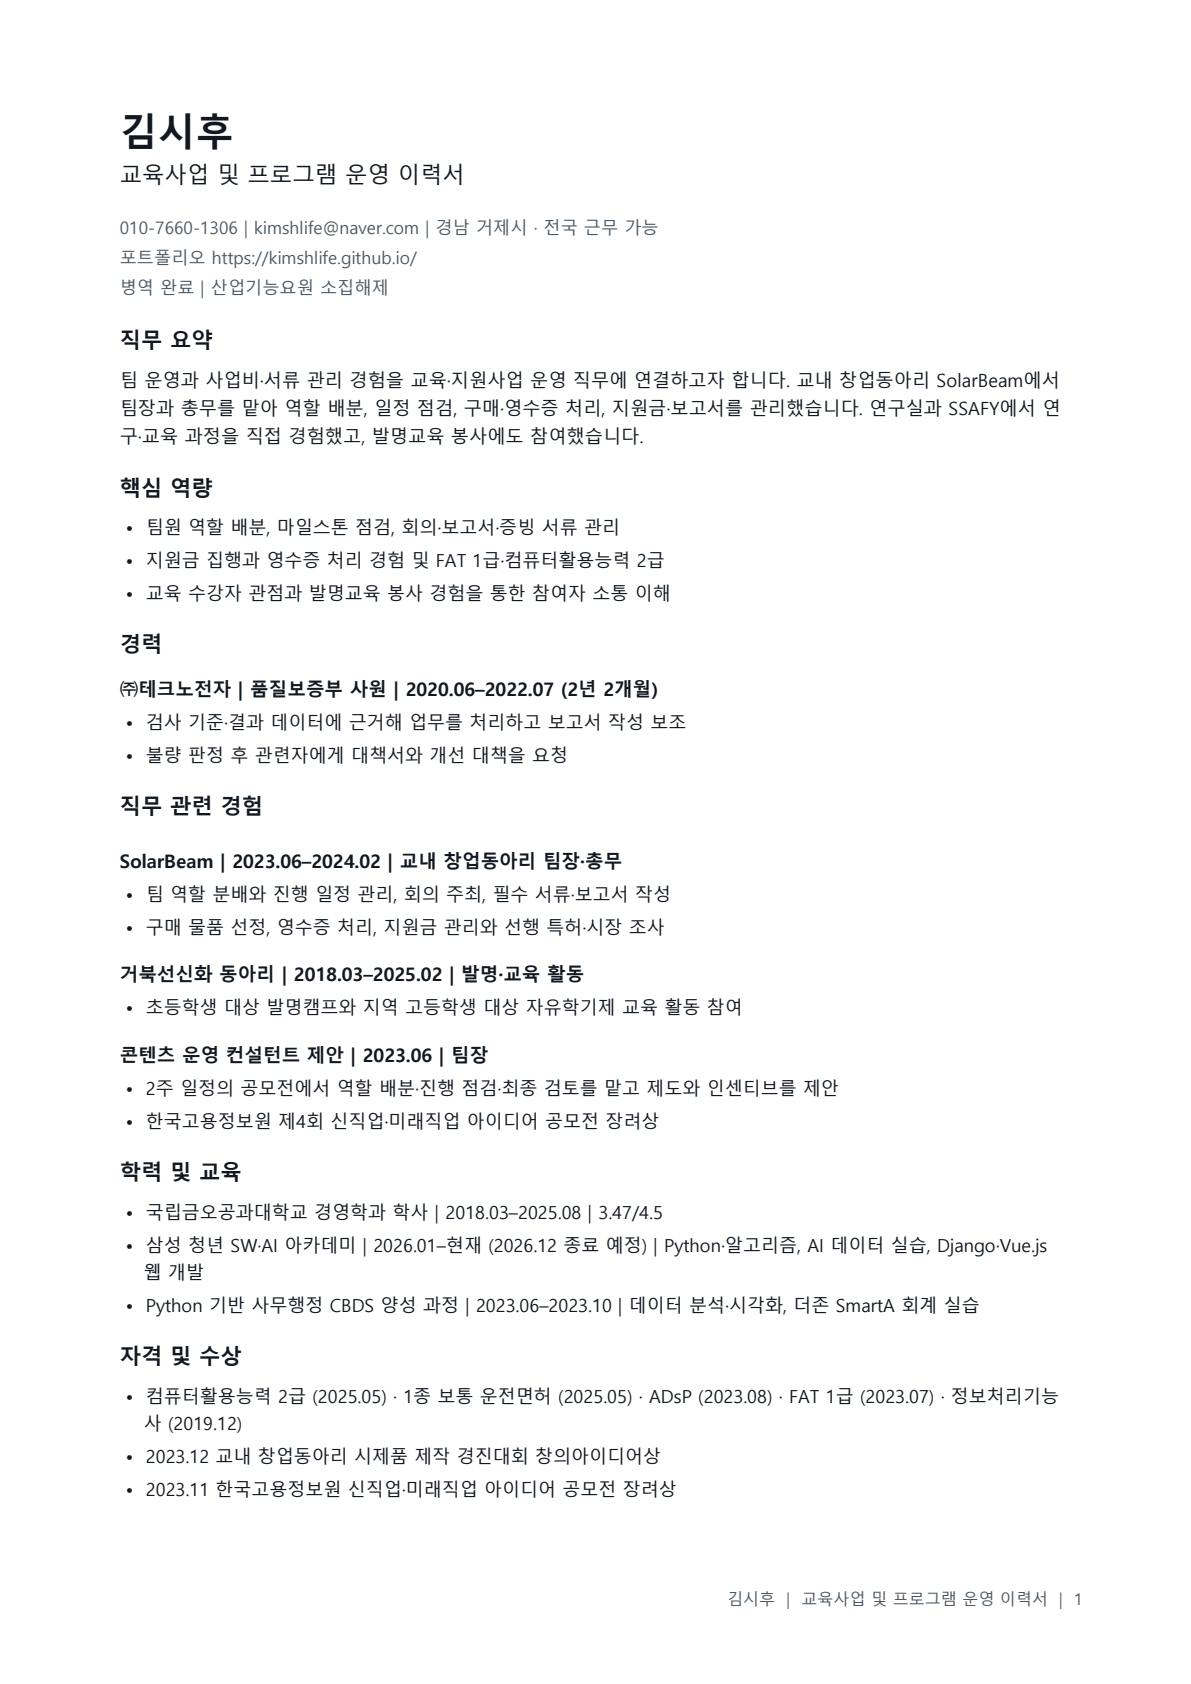 김시후
교육사업 및 프로그램 운영 이력서
010-7660-1306 | kimshlife@naver.com | 경남 거제시 · 전국 근무 가능
포트폴리오 https://kimshlife.github.io/
병역 완료 | 산업기능요원 소집해제
직무 요약
팀 운영과 사업비·서류 관리 경험을 교육·지원사업 운영 직무에 연결하고자 합니다. 교내 창업동아리 SolarBeam에서
팀장과 총무를 맡아 역할 배분, 일정 점검, 구매·영수증 처리, 지원금·보고서를 관리했습니다. 연구실과 SSAFY에서 연
구·교육 과정을 직접 경험했고, 발명교육 봉사에도 참여했습니다.
핵심 역량
• 팀원 역할 배분, 마일스톤 점검, 회의·보고서·증빙 서류 관리
• 지원금 집행과 영수증 처리 경험 및 FAT 1급·컴퓨터활용능력 2급
• 교육 수강자 관점과 발명교육 봉사 경험을 통한 참여자 소통 이해
경력
㈜테크노전자 | 품질보증부 사원 | 2020.06–2022.07 (2년 2개월)
• 검사 기준·결과 데이터에 근거해 업무를 처리하고 보고서 작성 보조
• 불량 판정 후 관련자에게 대책서와 개선 대책을 요청
직무 관련 경험
SolarBeam | 2023.06–2024.02 | 교내 창업동아리 팀장·총무
• 팀 역할 분배와 진행 일정 관리, 회의 주최, 필수 서류·보고서 작성
• 구매 물품 선정, 영수증 처리, 지원금 관리와 선행 특허·시장 조사
거북선신화 동아리 | 2018.03–2025.02 | 발명·교육 활동
• 초등학생 대상 발명캠프와 지역 고등학생 대상 자유학기제 교육 활동 참여
콘텐츠 운영 컨설턴트 제안 | 2023.06 | 팀장
• 2주 일정의 공모전에서 역할 배분·진행 점검·최종 검토를 맡고 제도와 인센티브를 제안
• 한국고용정보원 제4회 신직업·미래직업 아이디어 공모전 장려상
학력 및 교육
• 국립금오공과대학교 경영학과 학사 | 2018.03–2025.08 | 3.47/4.5
• 삼성 청년 SW·AI 아카데미 | 2026.01–현재 (2026.12 종료 예정) | Python·알고리즘, AI 데이터 실습, Django·Vue.js
웹 개발
• Python 기반 사무행정 CBDS 양성 과정 | 2023.06–2023.10 | 데이터 분석·시각화, 더존 SmartA 회계 실습
자격 및 수상
• 컴퓨터활용능력 2급 (2025.05) · 1종 보통 운전면허 (2025.05) · ADsP (2023.08) · FAT 1급 (2023.07) · 정보처리기능
사 (2019.12)
• 2023.12 교내 창업동아리 시제품 제작 경진대회 창의아이디어상
• 2023.11 한국고용정보원 신직업·미래직업 아이디어 공모전 장려상
김시후 | 교육사업 및 프로그램 운영 이력서 | 1